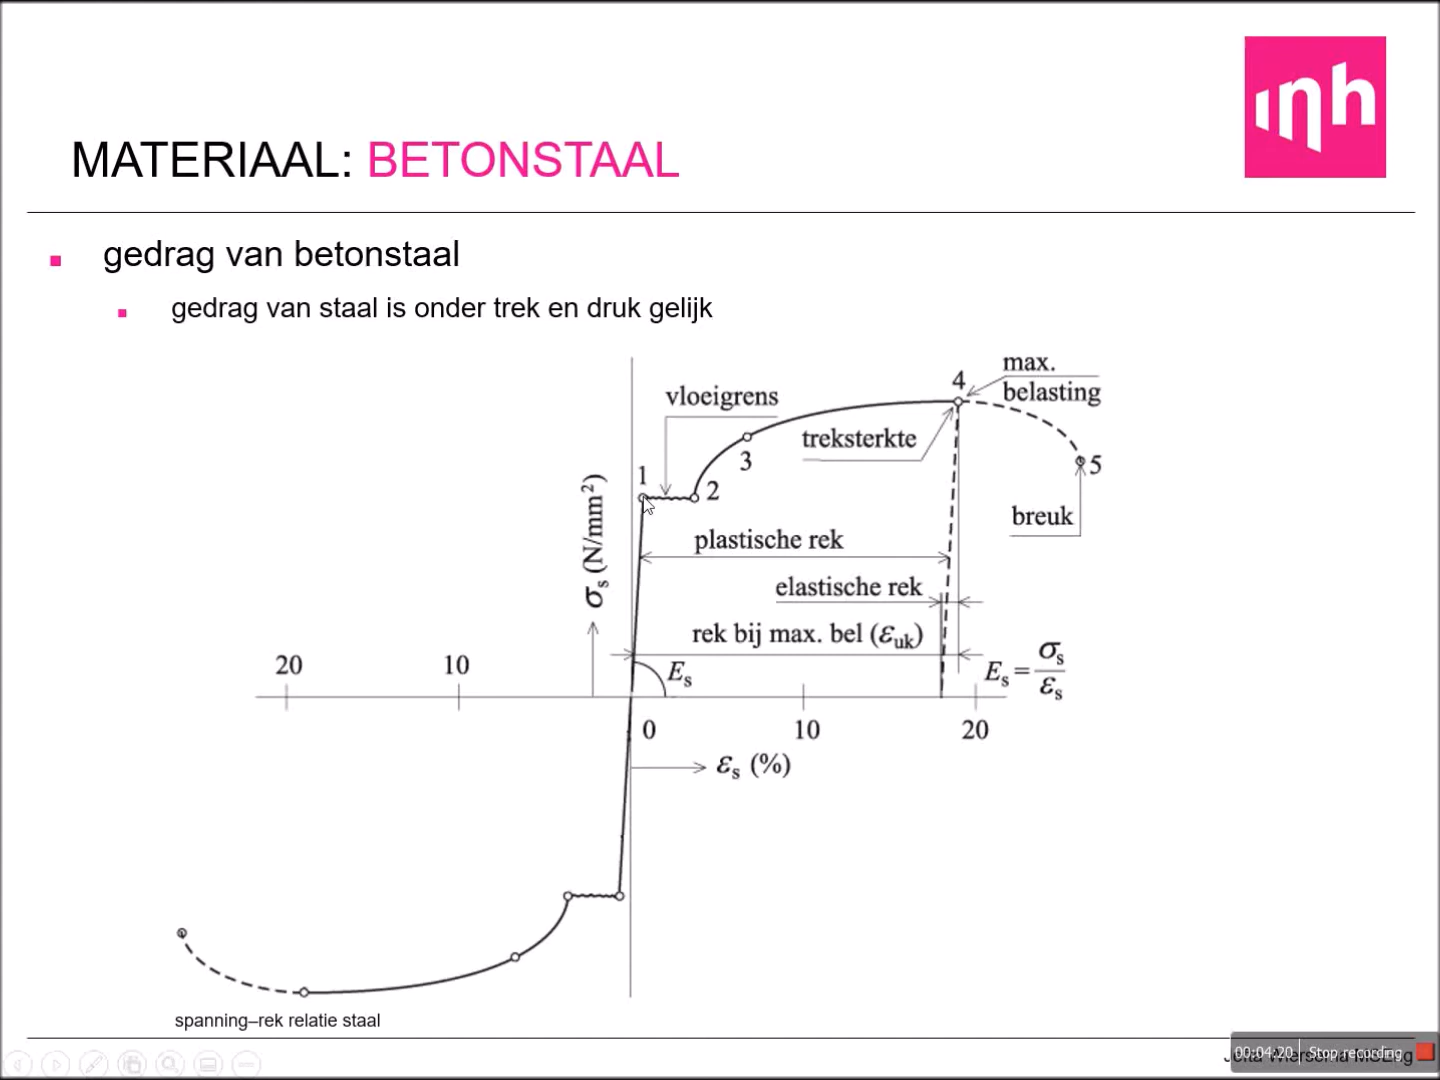 inh
MATERIAAL: BETONSTAAL
gedrag van betonstaal
gedrag van staal is onder trek en druk gelijk
max.
belasting
4
vloeigrens
treksterkte
3
1
2
5
breuk
σs (N/mm²)
plastische rek
elastische rek
rek bij max. bel (εuk)
Es
Es = σs/εs
20
10
0
10
20
εs (%)
spanning–rek relatie staal
00:04:20 Stop recording